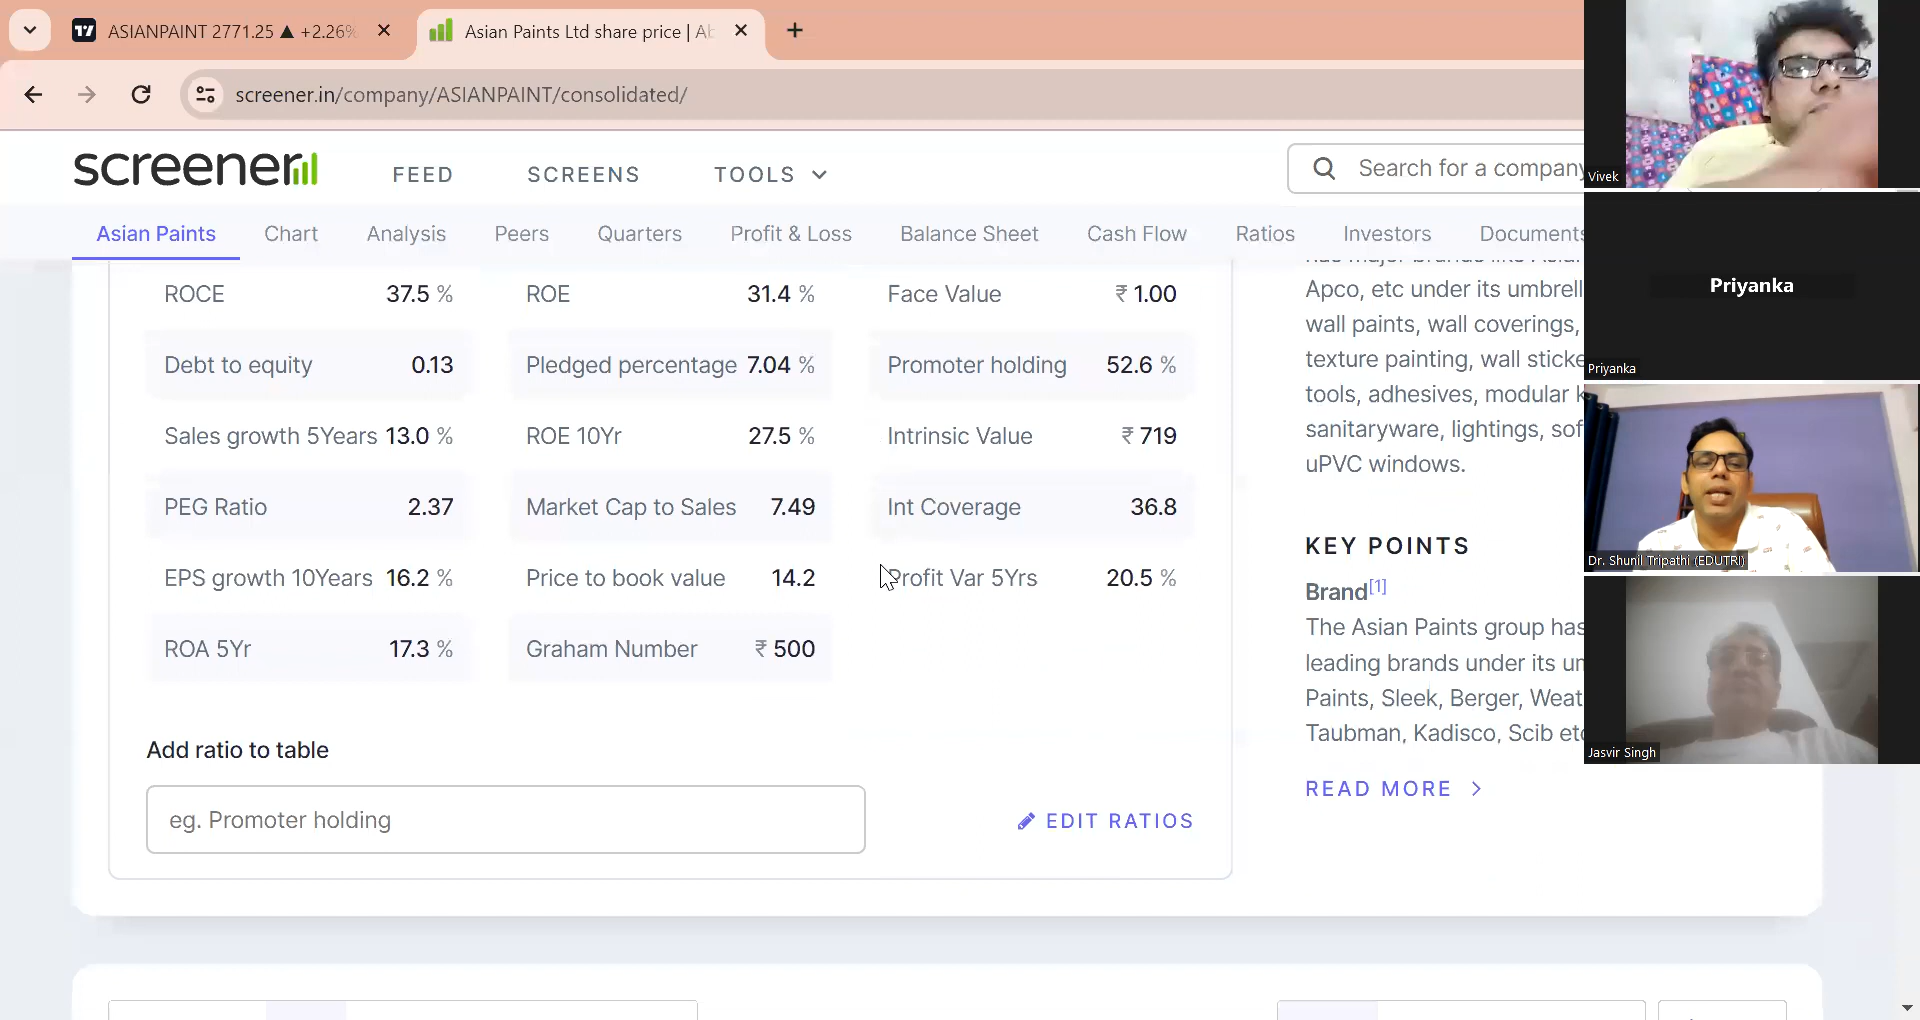 ASIANPAINT 2771.25 ▲ +2.26%
Asian Paints Ltd share price | Ab
screener.in/company/ASIANPAINT/consolidated/
screener
FEED
SCREENS
TOOLS
Search for a company
Asian Paints
Chart
Analysis
Peers
Quarters
Profit & Loss
Balance Sheet
Cash Flow
Ratios
Investors
Documents
ROCE 37.5 %
ROE 31.4 %
Face Value ₹ 1.00
Debt to equity 0.13
Pledged percentage 7.04 %
Promoter holding 52.6 %
Sales growth 5Years 13.0 %
ROE 10Yr 27.5 %
Intrinsic Value ₹ 719
PEG Ratio 2.37
Market Cap to Sales 7.49
Int Coverage 36.8
EPS growth 10Years 16.2 %
Price to book value 14.2
Profit Var 5Yrs 20.5 %
ROA 5Yr 17.3 %
Graham Number ₹ 500
Add ratio to table
eg. Promoter holding
EDIT RATIOS
Apco, etc under its umbrell
wall paints, wall coverings,
texture painting, wall sticke
tools, adhesives, modular k
sanitaryware, lightings, sof
uPVC windows.
KEY POINTS
Brand[1]
The Asian Paints group has
leading brands under its un
Paints, Sleek, Berger, Weat
Taubman, Kadisco, Scib etc
READ MORE
Vivek
Priyanka
Priyanka
Dr. Shunil Tripathi (EDUTRI)
Jasvir Singh